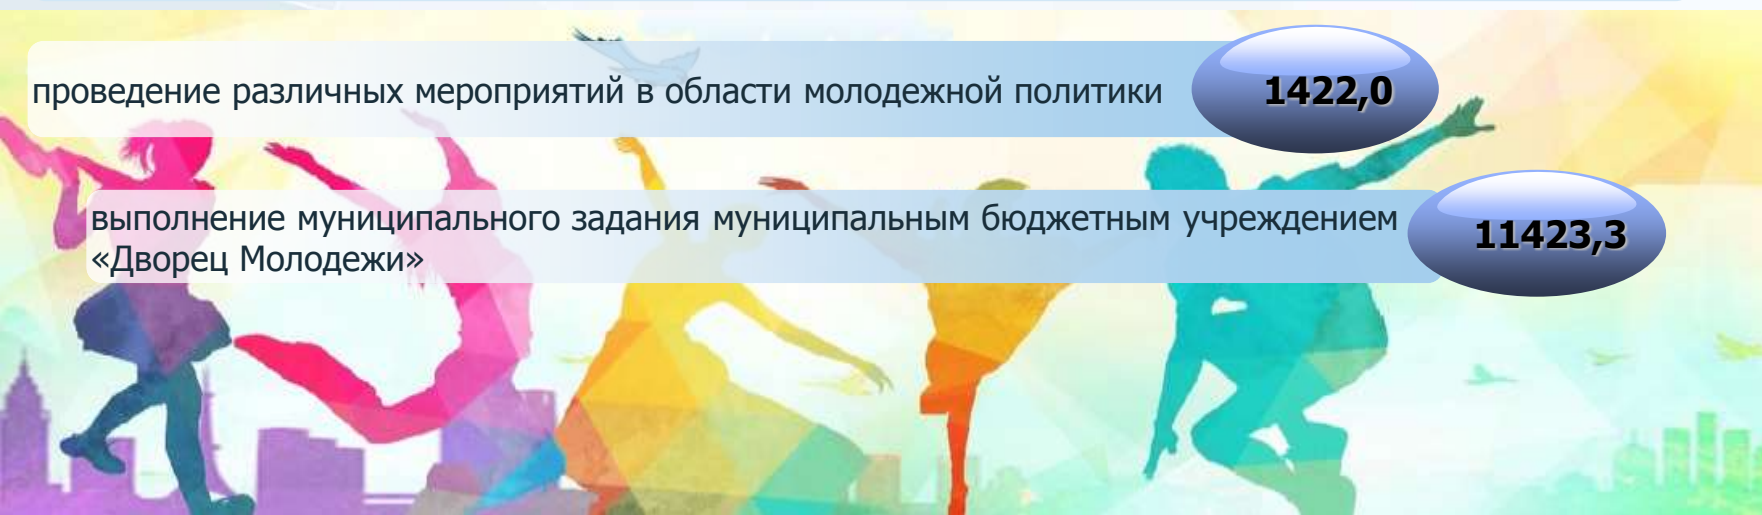 проведение различных мероприятий в области молодежной политики
1422,0
выполнение муниципального задания муниципальным бюджетным учреждением
«Дворец Молодежи»
11423,3